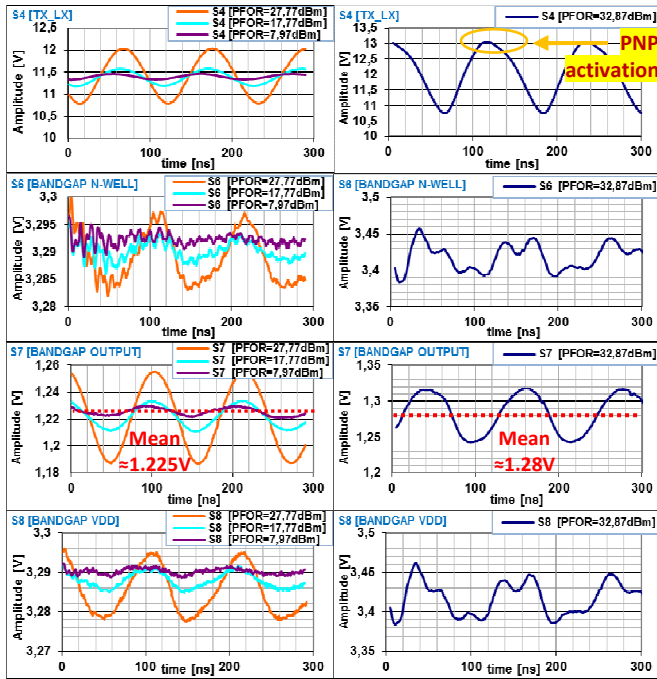 S4 [TX_LX]
S4 [PFOR=27,77dBm]
S4 [PFOR=17,77dBm]
S4 [PFOR=7,97dBm]
Amplitude [V]
12,5
12
11,5
11
10,5
10
0
100
200
300
time [ns]
S4 [PFOR=32,87dBm]
PNP
activation
Amplitude [V]
13,5
13
12,5
12
11,5
11
10,5
10
0
100
200
300
time [ns]
S6 [BANDGAP N-WELL]
S6 [PFOR=27,77dBm]
S6 [PFOR=17,77dBm]
S6 [PFOR=7,97dBm]
Amplitude [V]
3,3
3,295
3,29
3,285
3,28
0
100
200
300
time [ns]
S6 [BANDGAP N-WELL]
S6 [PFOR=32,87dBm]
Amplitude [V]
3,5
3,45
3,4
3,36
0
100
200
300
time [ns]
S7 [BANDGAP OUTPUT]
S7 [PFOR=27,77dBm]
S7 [PFOR=17,77dBm]
S7 [PFOR=7,97dBm]
Amplitude [V]
1,26
1,24
1,22
1,2
1,18
Mean
≈1.225V
0
100
200
300
time [ns]
S7 [BANDGAP OUTPUT]
S7 [PFOR=32,87dBm]
Amplitude [V]
1,4
1,3
1,25
1,2
Mean
≈1.28V
0
100
200
300
time [ns]
S8 [BANDGAP VDD]
S8 [PFOR=27,77dBm]
S8 [PFOR=17,77dBm]
S8 [PFOR=7,97dBm]
Amplitude [V]
3,3
3,29
3,28
3,27
0
100
200
300
time [ns]
S8 [BANDGAP VDD]
S8 [PFOR=32,87dBm]
Amplitude [V]
3,5
3,45
3,4
3,35
0
100
200
300
time [ns]